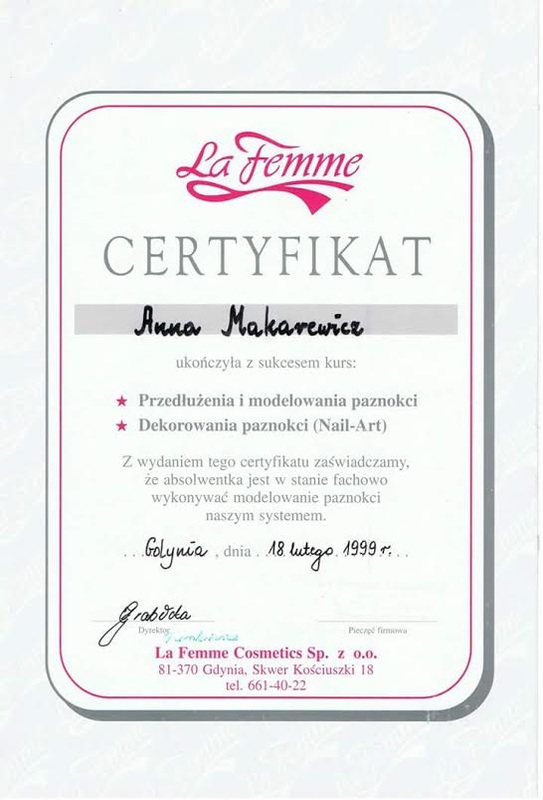 La Femme
CERTYFIKAT
Anna Makarewicz
ukończyła z sukcesem kurs:
★ Przedłużenia i modelowania paznokci
★ Dekorowania paznokci (Nail-Art)
Z wydaniem tego certyfikatu zaświadczamy,
że absolwentka jest w stanie fachowo
wykonywać modelowanie paznokci
naszym systemem.
...Gdynia, dnia . 18 lutego 1999 r. . .
Dyrektor
Pieczęć firmowa
La Femme Cosmetics Sp. z o.o.
81-370 Gdynia, Skwer Kościuszki 18
tel. 661-40-22